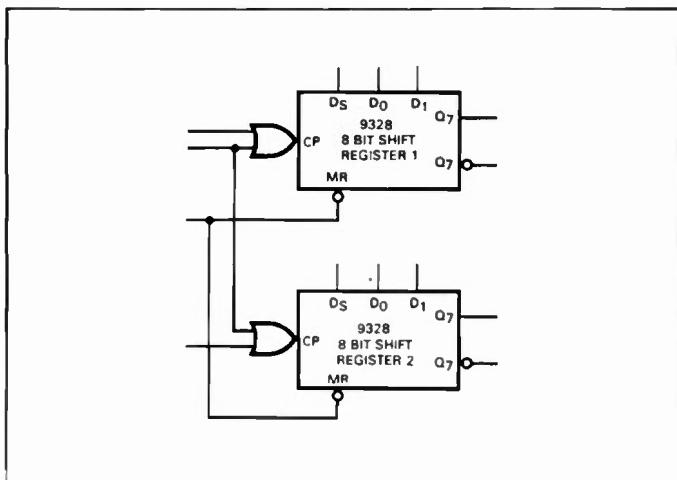 DS D0 D1
9328
8 BIT SHIFT
REGISTER 1
CP
MR
Q7
Q7
DS D0 D1
9328
8 BIT SHIFT
REGISTER 2
CP
MR
Q7
Q7